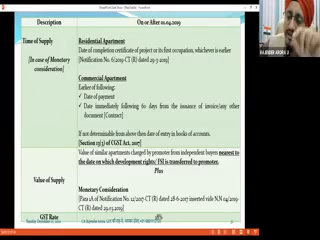 Description
On or After 01.04.2019
Time of Supply
[In case of Monetary
consideration]
Residential Apartment
Date of completion certificate of project or its first occupation, whichever is earlier
[Notification No. 6/2019-CT (R) dated 29-3-2019]
Commercial Apartment
Earlier of following:
✓ Date of payment
✓ Date immediately following 60 days from the issuance of invoice/any other
document [Contract]
If not determinable from above then date of entry in books of accounts.
[Section 13(5) of CGST Act, 2017]
Value of Supply
Value of similar apartments charged by promoter from independent buyers nearest to
the date on which development rights/ FSI is transferred to promoter.
Plus
Monetary Consideration
[Para 2A of Notification No. 12/2017-CT (R) dated 28-6-2017 inserted vide N.N 04/2019-
CT (R) dated 29.03.2019]
GST Rate
18%
RAJENDER ARORA JI